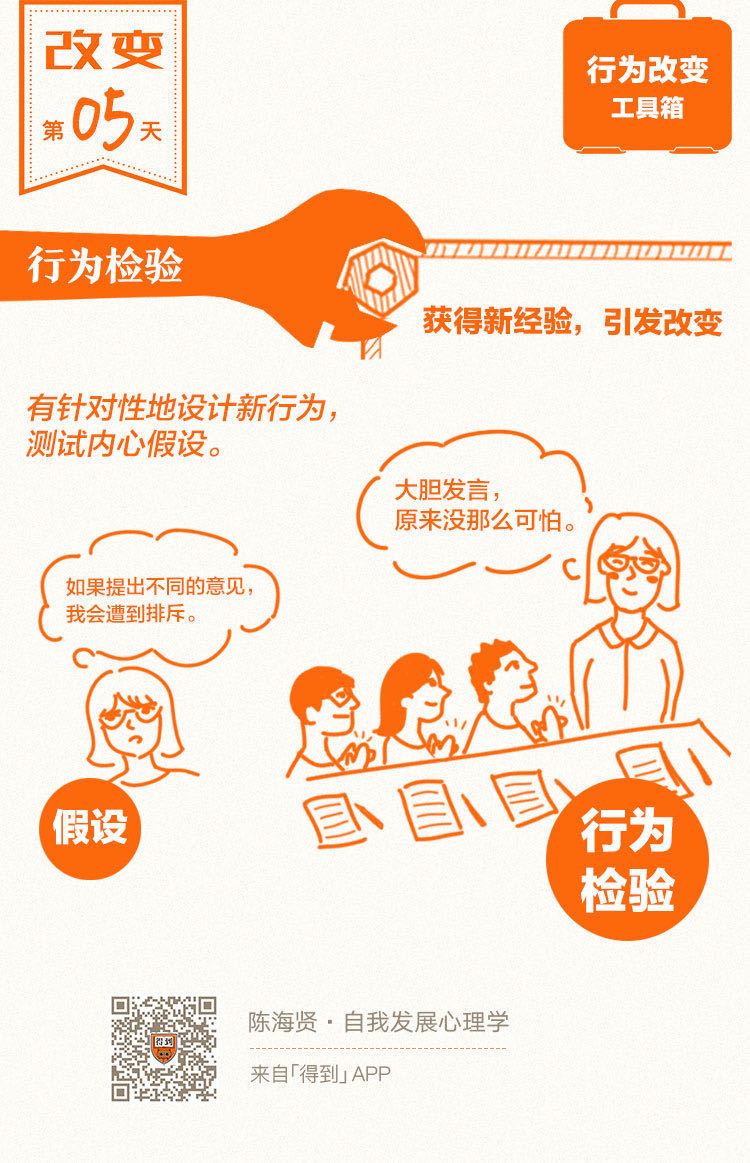 改变
第05天
行为改变
工具箱
行为检验
获得新经验，引发改变
有针对性地设计新行为，
测试内心假设。
大胆发言，
原来没那么可怕。
如果提出不同的意见，
我会遭到排斥。
假设
行为
检验
得到
陈海贤·自我发展心理学
来自「得到」APP